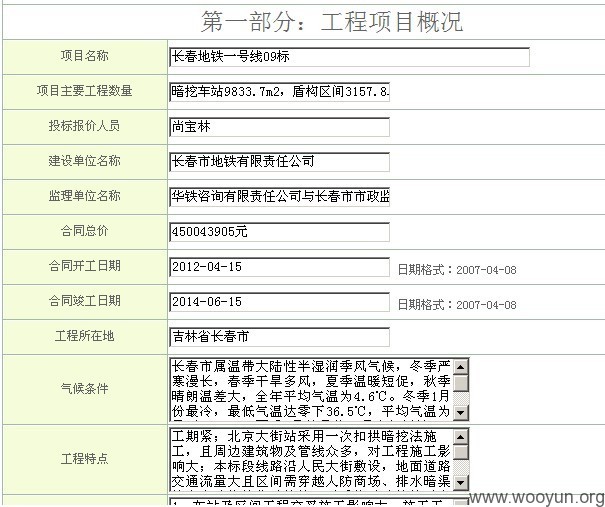 第一部分：工程项目概况
项目名称
长春地铁一号线09标
项目主要工程数量
暗挖车站9833.7m2，盾构区间3157.8
投标报价人员
尚宝林
建设单位名称
长春市地铁有限责任公司
监理单位名称
华铁咨询有限责任公司与长春市市政监
合同总价
450043905元
合同开工日期
2012-04-15
日期格式：2007-04-08
合同竣工日期
2014-06-15
日期格式：2007-04-08
工程所在地
吉林省长春市
气候条件
长春市属温带大陆性半湿润季风气候，冬季严
寒漫长，春季干旱多风，夏季温暖短促，秋季
晴朗温差大，全年平均气温为4.6℃。冬季1月
份最冷，最低气温达零下36.5℃，平均气温为
工程特点
工期紧；北京大街站采用一次扣拱暗挖法施
工，且周边建筑物及管线众多，对工程施工影
响大；本标段线路沿人民大街敷设，地面道路
交通流量大且区间需穿越人防商场、排水暗渠
www.wooyun.org